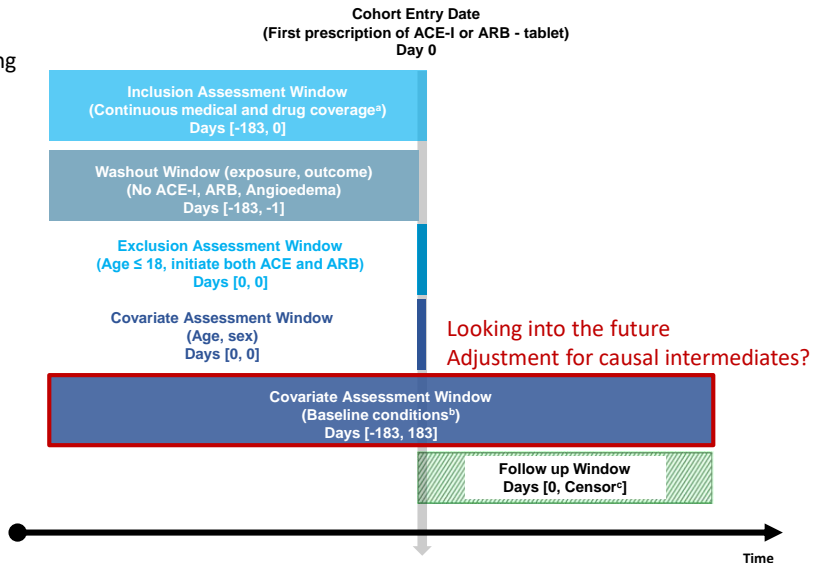 Cohort Entry Date
(First prescription of ACE-I or ARB - tablet)
Day 0
ng
Inclusion Assessment Window
(Continuous medical and drug coverageᵃ)
Days [-183, 0]
Washout Window (exposure, outcome)
(No ACE-I, ARB, Angioedema)
Days [-183, -1]
Exclusion Assessment Window
(Age ≤ 18, initiate both ACE and ARB)
Days [0, 0]
Covariate Assessment Window
(Age, sex)
Days [0, 0]
Looking into the future
Adjustment for causal intermediates?
Covariate Assessment Window
(Baseline conditionsᵇ)
Days [-183, 183]
Follow up Window
Days [0, Censorᶜ]
Time